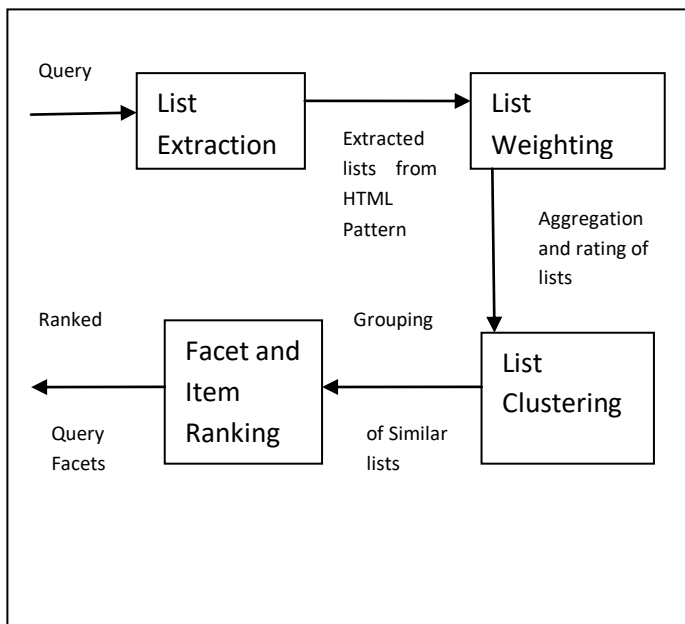 Query
List
Extraction
Extracted
lists from
HTML
Pattern
List
Weighting
Aggregation
and rating of
lists
List
Clustering
Grouping
of Similar
lists
Facet and
Item
Ranking
Ranked
Query
Facets